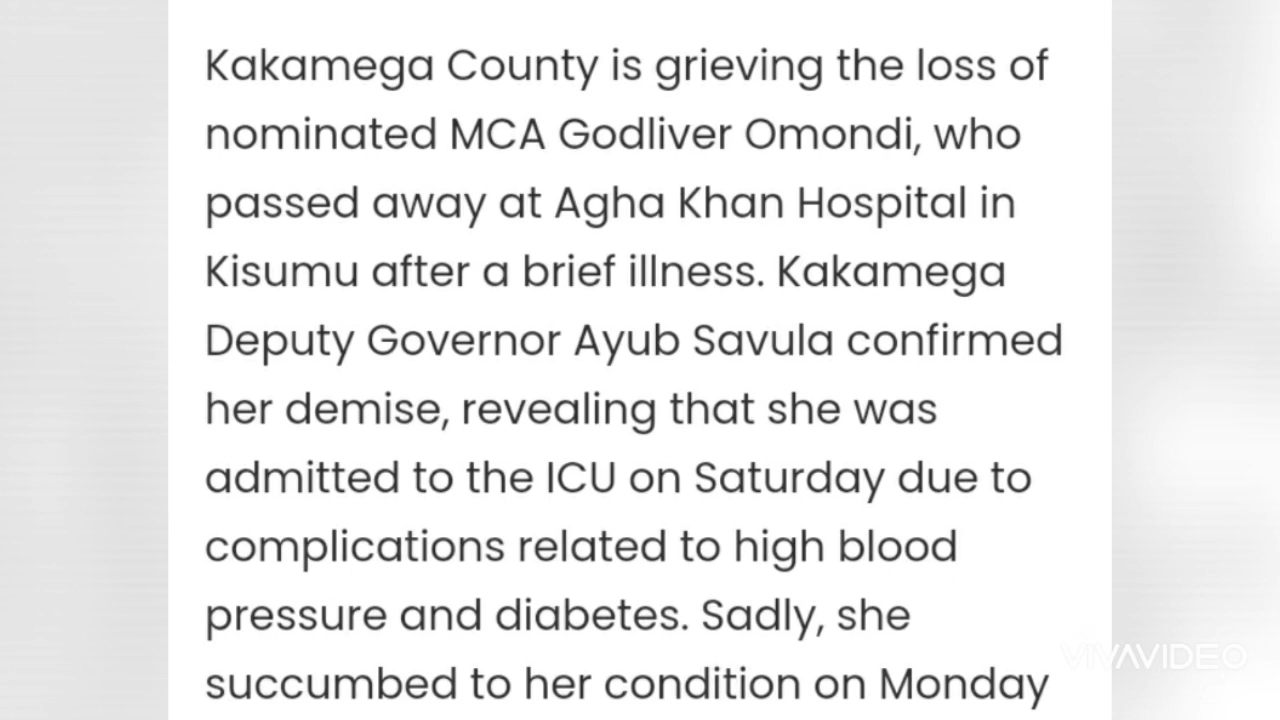 Kakamega County is grieving the loss of
nominated MCA Godliver Omondi, who
passed away at Agha Khan Hospital in
Kisumu after a brief illness. Kakamega
Deputy Governor Ayub Savula confirmed
her demise, revealing that she was
admitted to the ICU on Saturday due to
complications related to high blood
pressure and diabetes. Sadly, she
succumbed to her condition on Monday
VIVAVIDEO